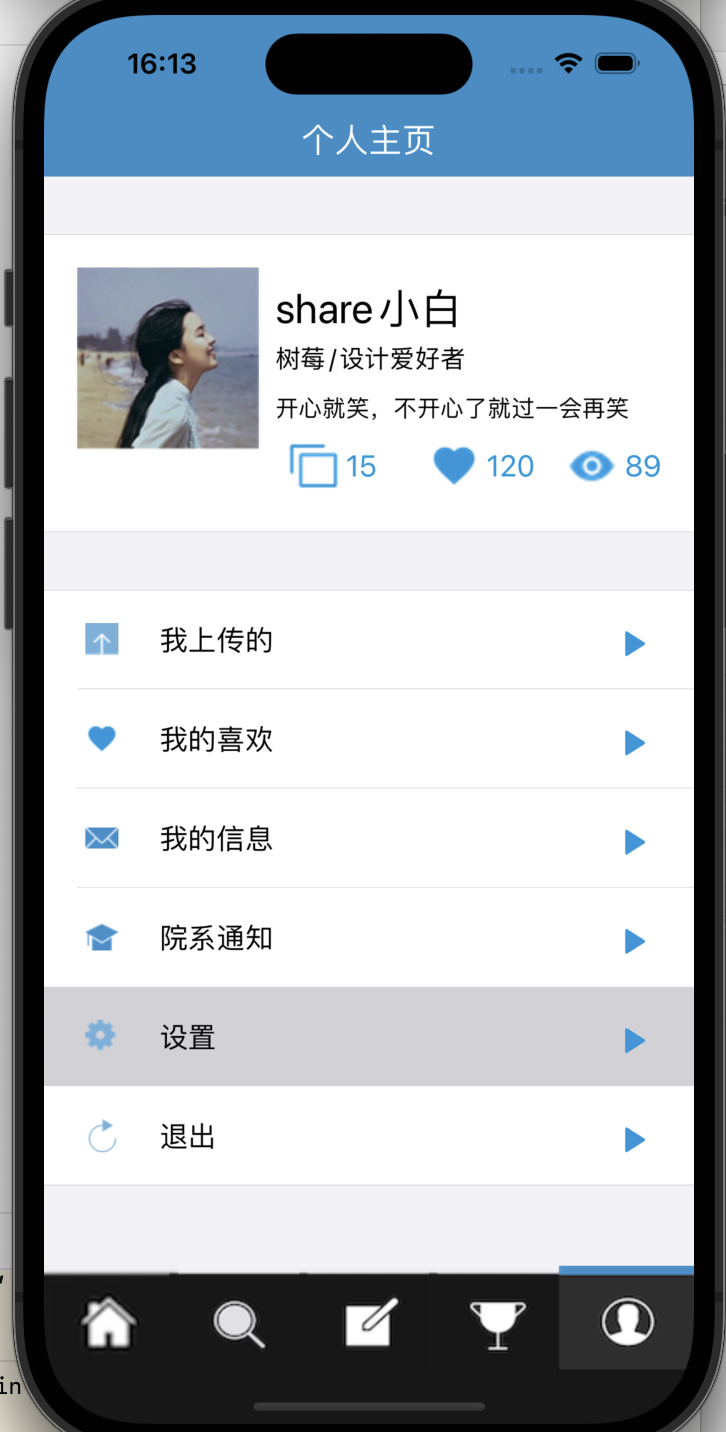 16:13
个人主页
share小白
树莓/设计爱好者
开心就笑，不开心了就过一会再笑
15 120 89
我上传的
我的喜欢
我的信息
院系通知
设置
退出
in